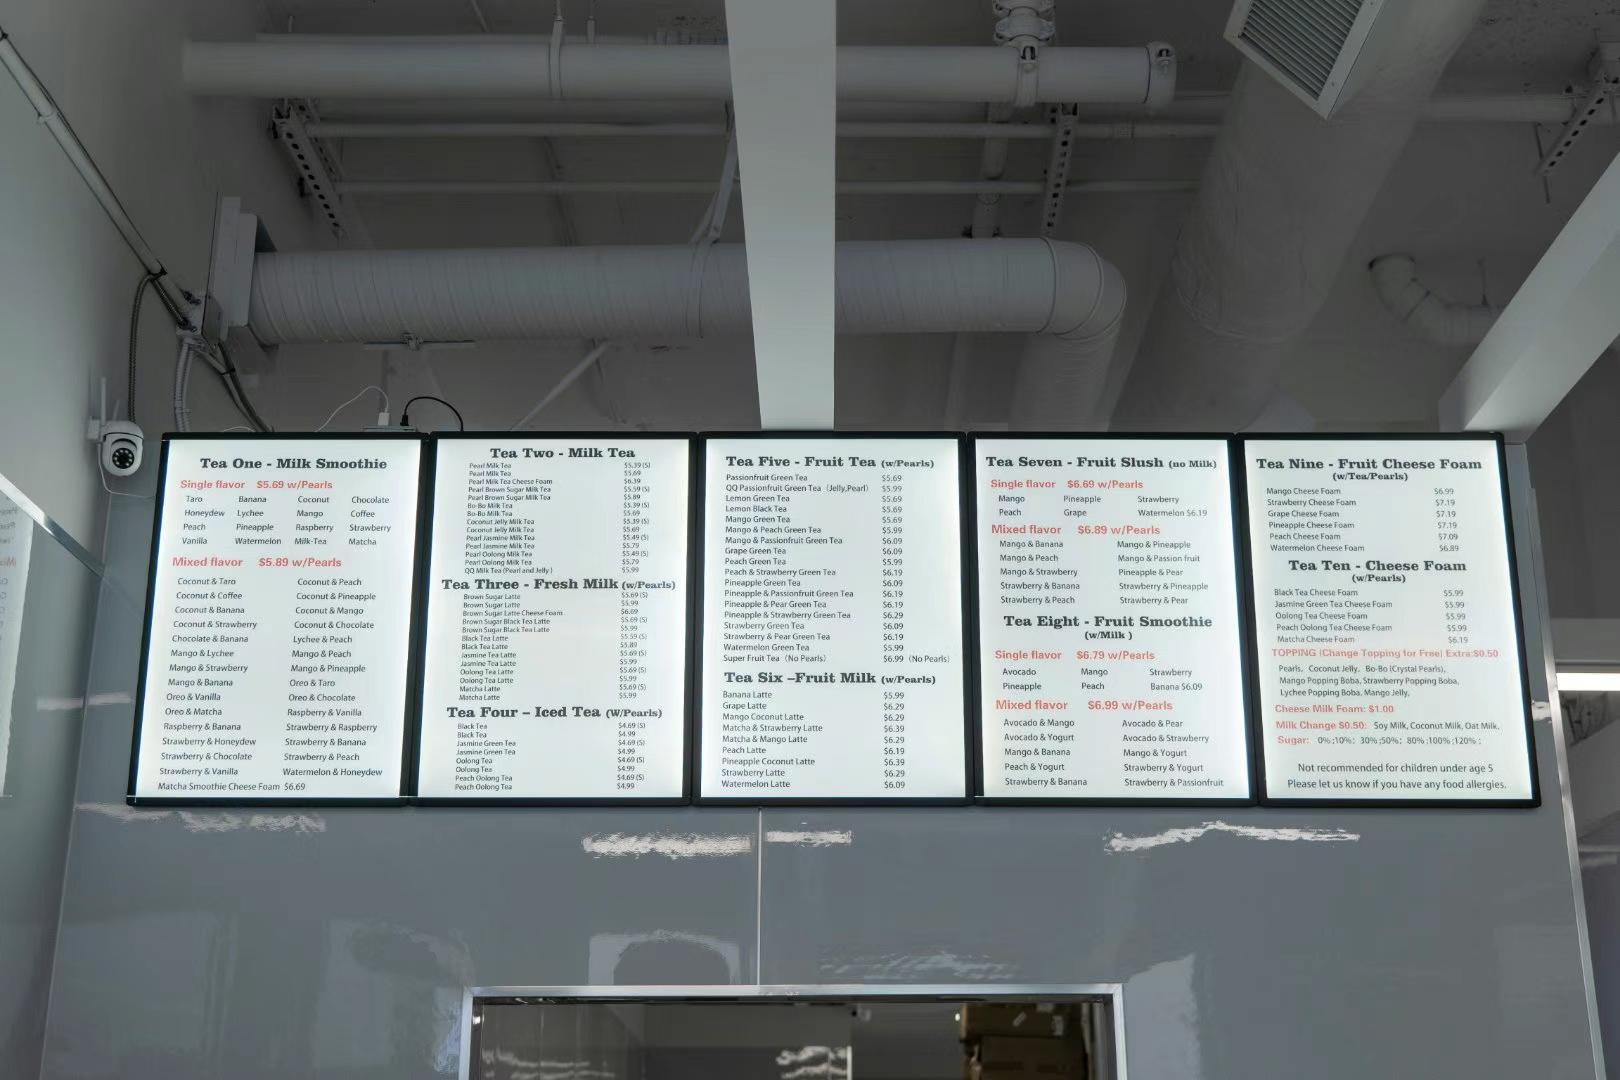 Tea One - Milk Smoothie
Single flavor $5.69 w/Pearls
Taro Banana Coconut Chocolate
Honeydew Lychee Mango Coffee
Peach Pineapple Raspberry Strawberry
Vanilla Watermelon Milk-Tea Matcha
Mixed flavor $5.89 w/Pearls
Coconut & Taro Coconut & Peach
Coconut & Coffee Coconut & Pineapple
Coconut & Banana Coconut & Mango
Coconut & Strawberry Coconut & Chocolate
Chocolate & Banana Lychee & Peach
Mango & Lychee Mango & Peach
Mango & Strawberry Mango & Pineapple
Mango & Banana Oreo & Taro
Oreo & Vanilla Oreo & Chocolate
Oreo & Matcha Raspberry & Vanilla
Raspberry & Banana Strawberry & Raspberry
Strawberry & Honeydew Strawberry & Banana
Strawberry & Chocolate Strawberry & Peach
Strawberry & Vanilla Watermelon & Honeydew
Matcha Smoothie Cheese Foam $6.69
Tea Two - Milk Tea
Pearl Milk Tea $5.39 (S)
Pearl Milk Tea $5.69
Pearl Milk Tea Cheese Foam $6.39
Pearl Brown Sugar Milk Tea $5.59 (S)
Pearl Brown Sugar Milk Tea $5.89
Bo-Bo Milk Tea $5.39 (S)
Bo-Bo Milk Tea $5.69
Coconut Jelly Milk Tea $5.39 (S)
Coconut Jelly Milk Tea $5.69
Pearl Jasmine Milk Tea $5.49 (S)
Pearl Jasmine Milk Tea $5.79
Pearl Oolong Milk Tea $5.49 (S)
Pearl Oolong Milk Tea $5.79
QQ Milk Tea (Pearl and Jelly ) $5.99
Tea Three - Fresh Milk (w/Pearls)
Brown Sugar Latte $5.69 (S)
Brown Sugar Latte $5.99
Brown Sugar Latte Cheese Foam $6.69
Brown Sugar Black Tea Latte $5.69 (S)
Brown Sugar Black Tea Latte $5.99
Black Tea Latte $5.59 (S)
Black Tea Latte $5.89
Jasmine Tea Latte $5.69 (S)
Jasmine Tea Latte $5.99
Oolong Tea Latte $5.69 (S)
Oolong Tea Latte $5.99
Matcha Latte $5.69 (S)
Matcha Latte $5.99
Tea Four – Iced Tea (W/Pearls)
Black Tea $4.69 (S)
Black Tea $4.99
Jasmine Green Tea $4.69 (S)
Jasmine Green Tea $4.99
Oolong Tea $4.69 (S)
Oolong Tea $4.99
Peach Oolong Tea $4.69 (S)
Peach Oolong Tea $4.99
Tea Five - Fruit Tea (w/Pearls)
Passionfruit Green Tea $5.69
QQ Passionfruit Green Tea (Jelly,Pearl) $5.99
Lemon Green Tea $5.69
Lemon Black Tea $5.69
Mango Green Tea $5.69
Mango & Peach Green Tea $5.99
Mango & Passionfruit Green Tea $6.09
Grape Green Tea $6.09
Peach Green Tea $5.99
Peach & Strawberry Green Tea $6.19
Pineapple Green Tea $6.09
Pineapple & Passionfruit Green Tea $6.19
Pineapple & Pear Green Tea $6.19
Pineapple & Strawberry Green Tea $6.29
Strawberry Green Tea $6.09
Strawberry & Pear Green Tea $6.19
Watermelon Green Tea $5.99
Super Fruit Tea (No Pearls) $6.99 (No Pearls)
Tea Six –Fruit Milk (w/Pearls)
Banana Latte $5.99
Grape Latte $6.29
Mango Coconut Latte $6.29
Matcha & Strawberry Latte $6.39
Matcha & Mango Latte $6.29
Peach Latte $6.19
Pineapple Coconut Latte $6.39
Strawberry Latte $6.29
Watermelon Latte $6.09
Tea Seven - Fruit Slush (no Milk)
Single flavor $6.69 w/Pearls
Mango Pineapple Strawberry
Peach Grape Watermelon $6.19
Mixed flavor $6.89 w/Pearls
Mango & Banana Mango & Pineapple
Mango & Peach Mango & Passion fruit
Mango & Strawberry Pineapple & Pear
Strawberry & Banana Strawberry & Pineapple
Strawberry & Peach Strawberry & Pear
Tea Eight - Fruit Smoothie
(w/Milk )
Single flavor $6.79 w/Pearls
Avocado Mango Strawberry
Pineapple Peach Banana $6.09
Mixed flavor $6.99 w/Pearls
Avocado & Mango Avocado & Pear
Avocado & Yogurt Avocado & Strawberry
Mango & Banana Mango & Yogurt
Peach & Yogurt Strawberry & Yogurt
Strawberry & Banana Strawberry & Passionfruit
Tea Nine - Fruit Cheese Foam
(w/Tea/Pearls)
Mango Cheese Foam $6.99
Strawberry Cheese Foam $7.19
Grape Cheese Foam $7.19
Pineapple Cheese Foam $7.19
Peach Cheese Foam $7.09
Watermelon Cheese Foam $6.89
Tea Ten - Cheese Foam
(w/Pearls)
Black Tea Cheese Foam $5.99
Jasmine Green Tea Cheese Foam $5.99
Oolong Tea Cheese Foam $5.99
Peach Oolong Tea Cheese Foam $5.99
Matcha Cheese Foam $6.19
TOPPING (Change Topping for Free) Extra:$0.50
Pearls, Coconut Jelly, Bo-Bo (Crystal Pearls),
Mango Popping Boba, Strawberry Popping Boba,
Lychee Popping Boba, Mango Jelly,
Cheese Milk Foam: $1.00
Milk Change $0.50: Soy Milk, Coconut Milk, Oat Milk.
Sugar: 0% ;10% ; 30% ;50% ; 80% ;100% ;120% ;
Not recommended for children under age 5
Please let us know if you have any food allergies.